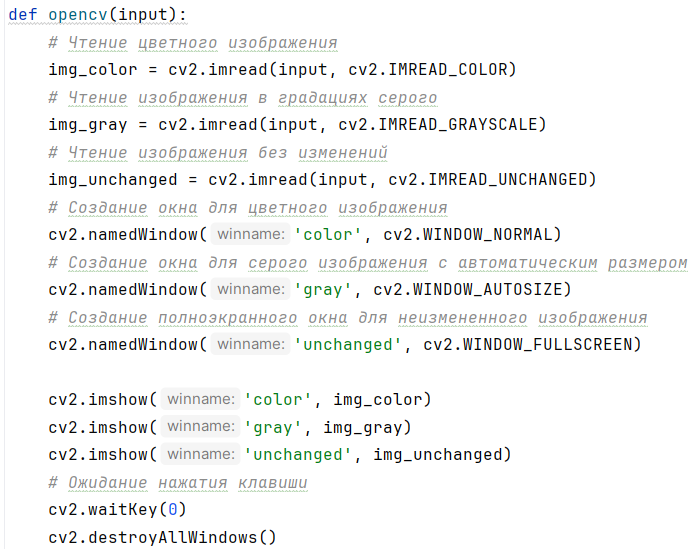 def opencv(input):
    # Чтение цветного изображения
    img_color = cv2.imread(input, cv2.IMREAD_COLOR)
    # Чтение изображения в градациях серого
    img_gray = cv2.imread(input, cv2.IMREAD_GRAYSCALE)
    # Чтение изображения без изменений
    img_unchanged = cv2.imread(input, cv2.IMREAD_UNCHANGED)
    # Создание окна для цветного изображения
    cv2.namedWindow( winname: 'color', cv2.WINDOW_NORMAL)
    # Создание окна для серого изображения с автоматическим размером
    cv2.namedWindow( winname: 'gray', cv2.WINDOW_AUTOSIZE)
    # Создание полноэкранного окна для неизмененного изображения
    cv2.namedWindow( winname: 'unchanged', cv2.WINDOW_FULLSCREEN)

    cv2.imshow( winname: 'color', img_color)
    cv2.imshow( winname: 'gray', img_gray)
    cv2.imshow( winname: 'unchanged', img_unchanged)
    # Ожидание нажатия клавиши
    cv2.waitKey(0)
    cv2.destroyAllWindows()